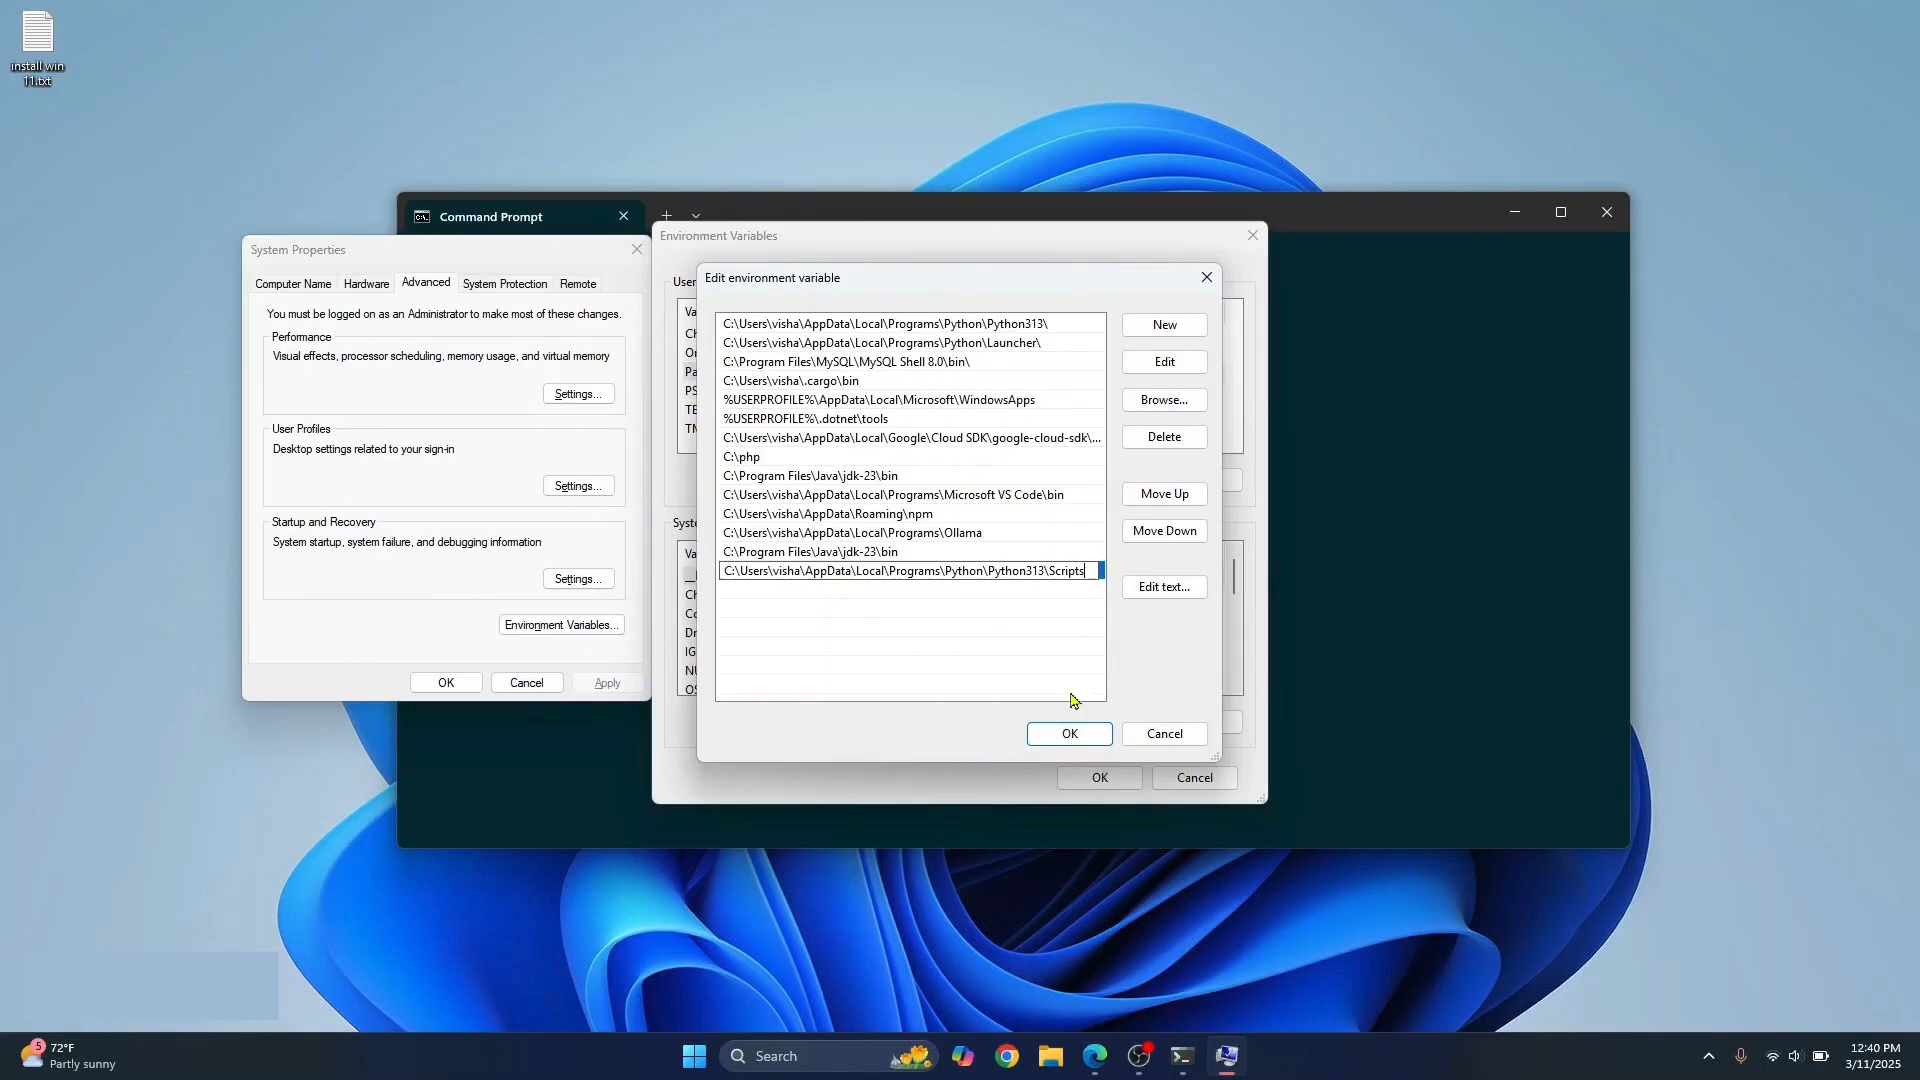 install win
11.txt
Command Prompt
System Properties
Computer Name
Hardware
Advanced
System Protection
Remote
You must be logged on as an Administrator to make most of these changes.
Performance
Visual effects, processor scheduling, memory usage, and virtual memory
Settings...
User Profiles
Desktop settings related to your sign-in
Settings...
Startup and Recovery
System startup, system failure, and debugging information
Settings...
Environment Variables...
OK
Cancel
Apply
Environment Variables
OK
Cancel
Edit environment variable
C:\Users\visha\AppData\Local\Programs\Python\Python313\
C:\Users\visha\AppData\Local\Programs\Python\Launcher\
C:\Program Files\MySQL\MySQL Shell 8.0\bin\
C:\Users\visha\.cargo\bin
%USERPROFILE%\AppData\Local\Microsoft\WindowsApps
%USERPROFILE%\.dotnet\tools
C:\Users\visha\AppData\Local\Google\Cloud SDK\google-cloud-sdk\...
C:\php
C:\Program Files\Java\jdk-23\bin
C:\Users\visha\AppData\Local\Programs\Microsoft VS Code\bin
C:\Users\visha\AppData\Roaming\npm
C:\Users\visha\AppData\Local\Programs\Ollama
C:\Program Files\Java\jdk-23\bin
C:\Users\visha\AppData\Local\Programs\Python\Python313\Scripts
New
Edit
Browse...
Delete
Move Up
Move Down
Edit text...
OK
Cancel
5
72°F
Partly sunny
Search
12:40 PM
3/11/2025